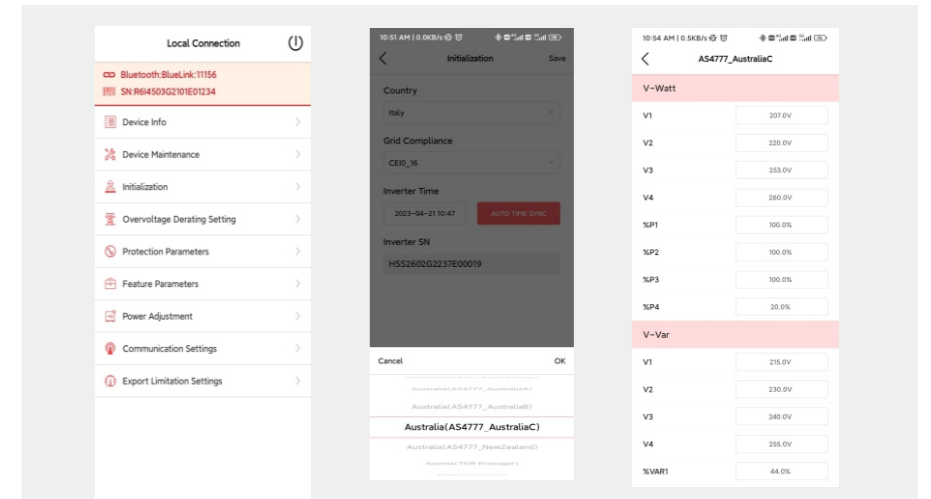 Local Connection
Bluetooth:BlueLink:11156
SN:R6I4503G2101E01234
Device Info
Device Maintenance
Initialization
Overvoltage Derating Setting
Protection Parameters
Feature Parameters
Power Adjustment
Communication Settings
Export Limitation Settings
10:51 AM | 0.0KB/s
Initialization Save
Country
Italy
Grid Compliance
CEI0_16
Inverter Time
2023-04-21 10:47 AUTO TIME SYNC
Inverter SN
HSS2602G2237E00019
Cancel OK
Australia(AS4777_AustraliaA)
Australia(AS4777_AustraliaB)
Australia(AS4777_AustraliaC)
Australia(AS4777_NewZealand)
10:54 AM | 0.5KB/s
AS4777_AustraliaC
V-Watt
V1 207.0V
V2 220.0V
V3 253.0V
V4 260.0V
%P1 100.0%
%P2 100.0%
%P3 100.0%
%P4 20.0%
V-Var
V1 215.0V
V2 230.0V
V3 240.0V
V4 255.0V
%VAR1 44.0%